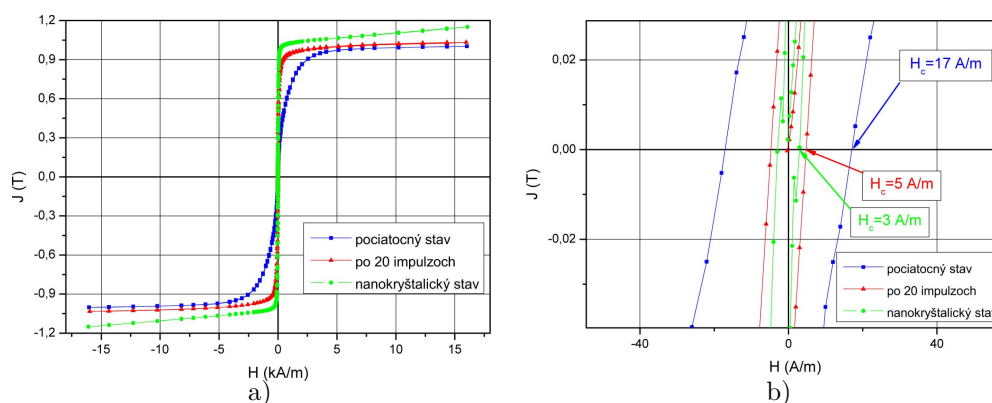 a)
J (T)
1,2
0,9
0,6
0,3
0,0
-0,3
-0,6
-0,9
-1,2
-15
-10
-5
0
5
10
15
H (kA/m)
pociatocný stav
po 20 impulzoch
nanokryštalický stav
a)
b)
J (T)
0,02
0,00
-0,02
-40
0
40
H (A/m)
H_c=17 A/m
H_c=5 A/m
H_c=3 A/m
pociatocný stav
po 20 impulzoch
nanokryštalický stav
b)